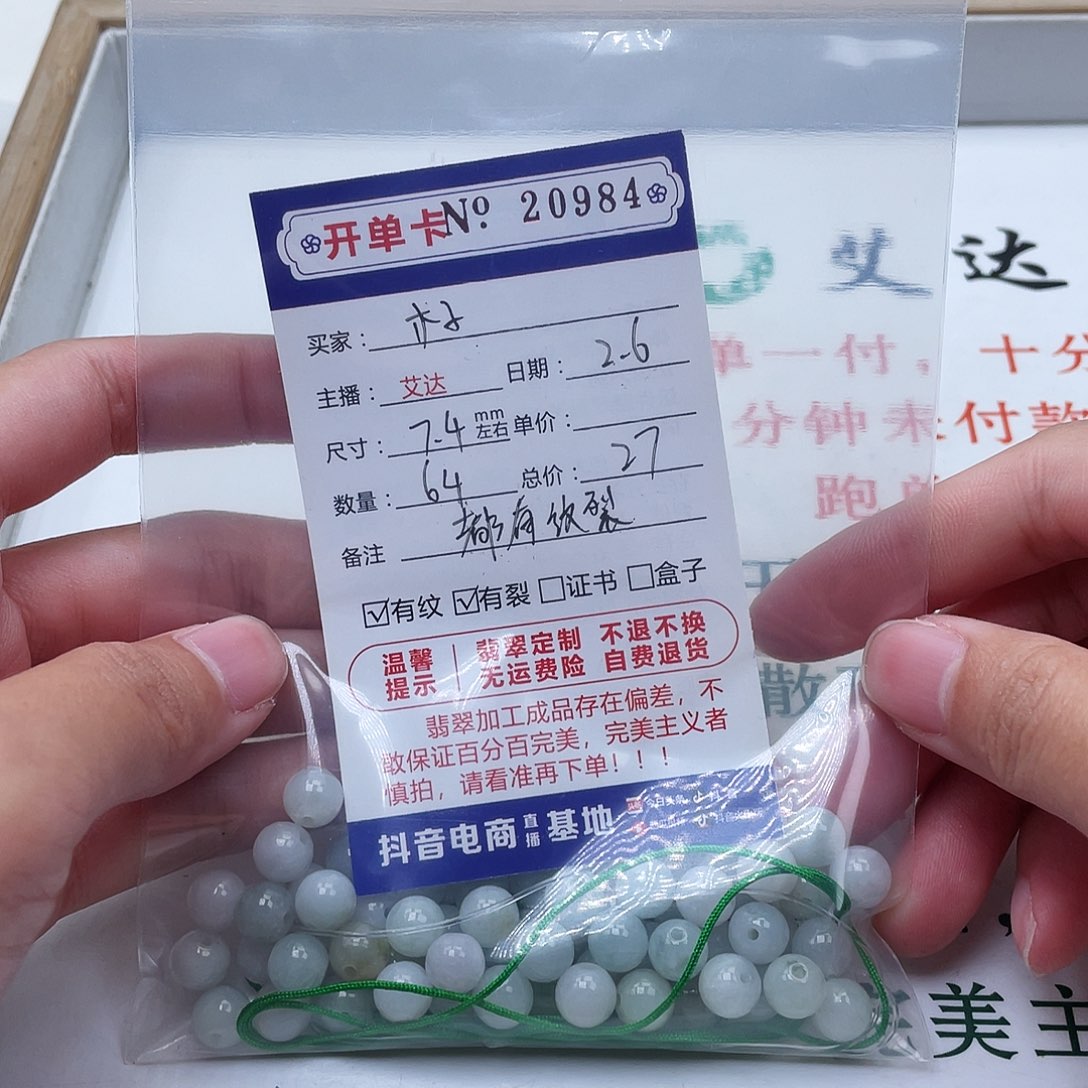 开单卡 Nº 20984
买家：木子
主播：艾达 日期：2-6
尺寸：7-4 mm左右 单价：
数量：64 总价：27
备注 都有纹裂
☑有纹 ☑有裂 □证书 □盒子
温馨提示 翡翠定制 不退不换
无运费险 自费退货
翡翠加工成品存在偏差，不
敢保证百分百完美，完美主义者
慎拍，请看准再下单！！！
抖音电商直播基地
艾达
单一付，十分
分钟未付款
跑单
散
美主